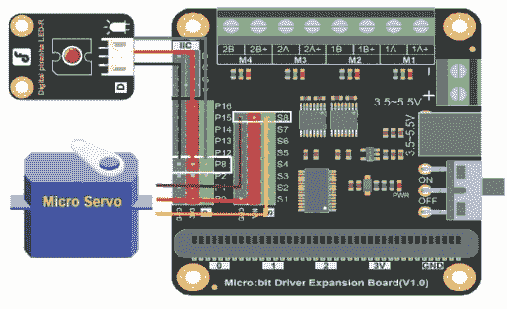 IIC
2B 2B+ 2A 2A+ 1B 1B+ 1A 1A+
M4 M3 M2 M1
Digital piranha LED-R
D
P16
P15
P14
P13
P12
P8
P2
S8
S7
S6
S5
S4
S3
S2
S1
-
+
3.5~5.5V
3.5~5.5V
ON
OFF
PWR
Micro Servo
0 1 2 3V GND
Micro:bit Driver Expansion Board(V1.0)